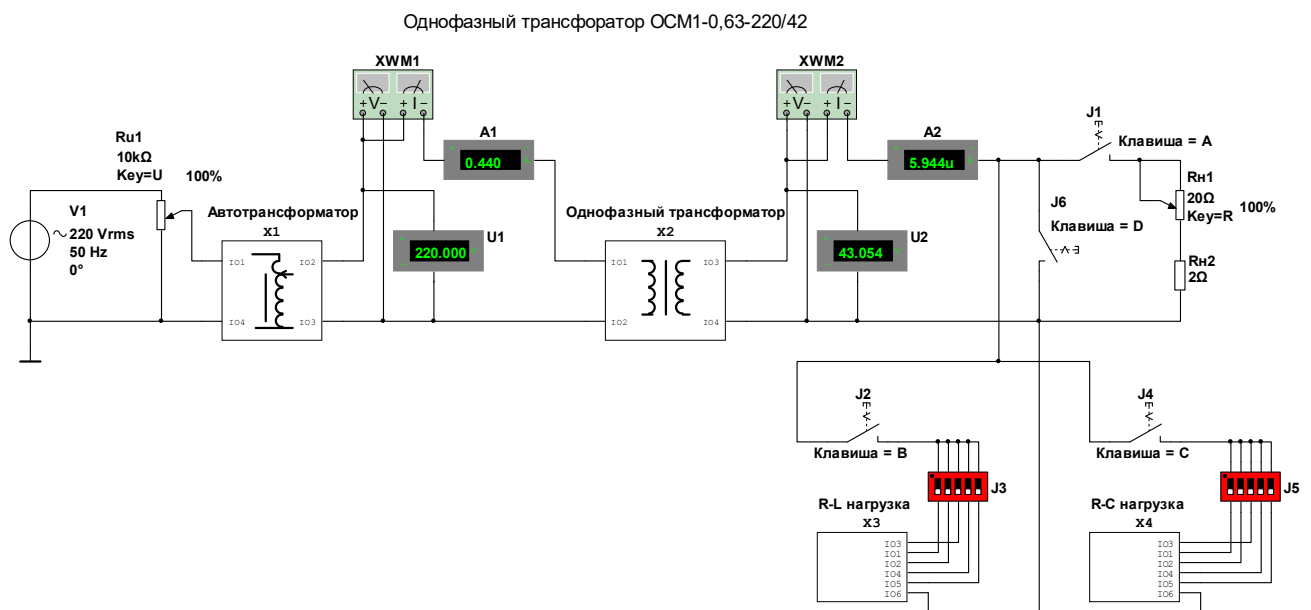 Однофазный трансфоратор ОСМ1-0,63-220/42
XWM1
XWM2
+V- + I -
+V- + I -
A1
0.440
A2
5.944u
J1
Клавиша = A
Ru1
10kΩ
Key=U
100%
Rн1
20Ω
Key=R
100%
V1
220 Vrms
50 Hz
0°
Автотрансформатор
X1
IO1
IO2
IO4
IO3
U1
220.000
Однофазный трансформатор
X2
IO1
IO3
IO2
IO4
U2
43.054
J6
Клавиша = D
Rн2
2Ω
J2
Клавиша = B
J4
Клавиша = C
J3
J5
R-L нагрузка
X3
IO3
IO1
IO2
IO4
IO5
IO6
R-C нагрузка
X4
IO3
IO1
IO2
IO4
IO5
IO6